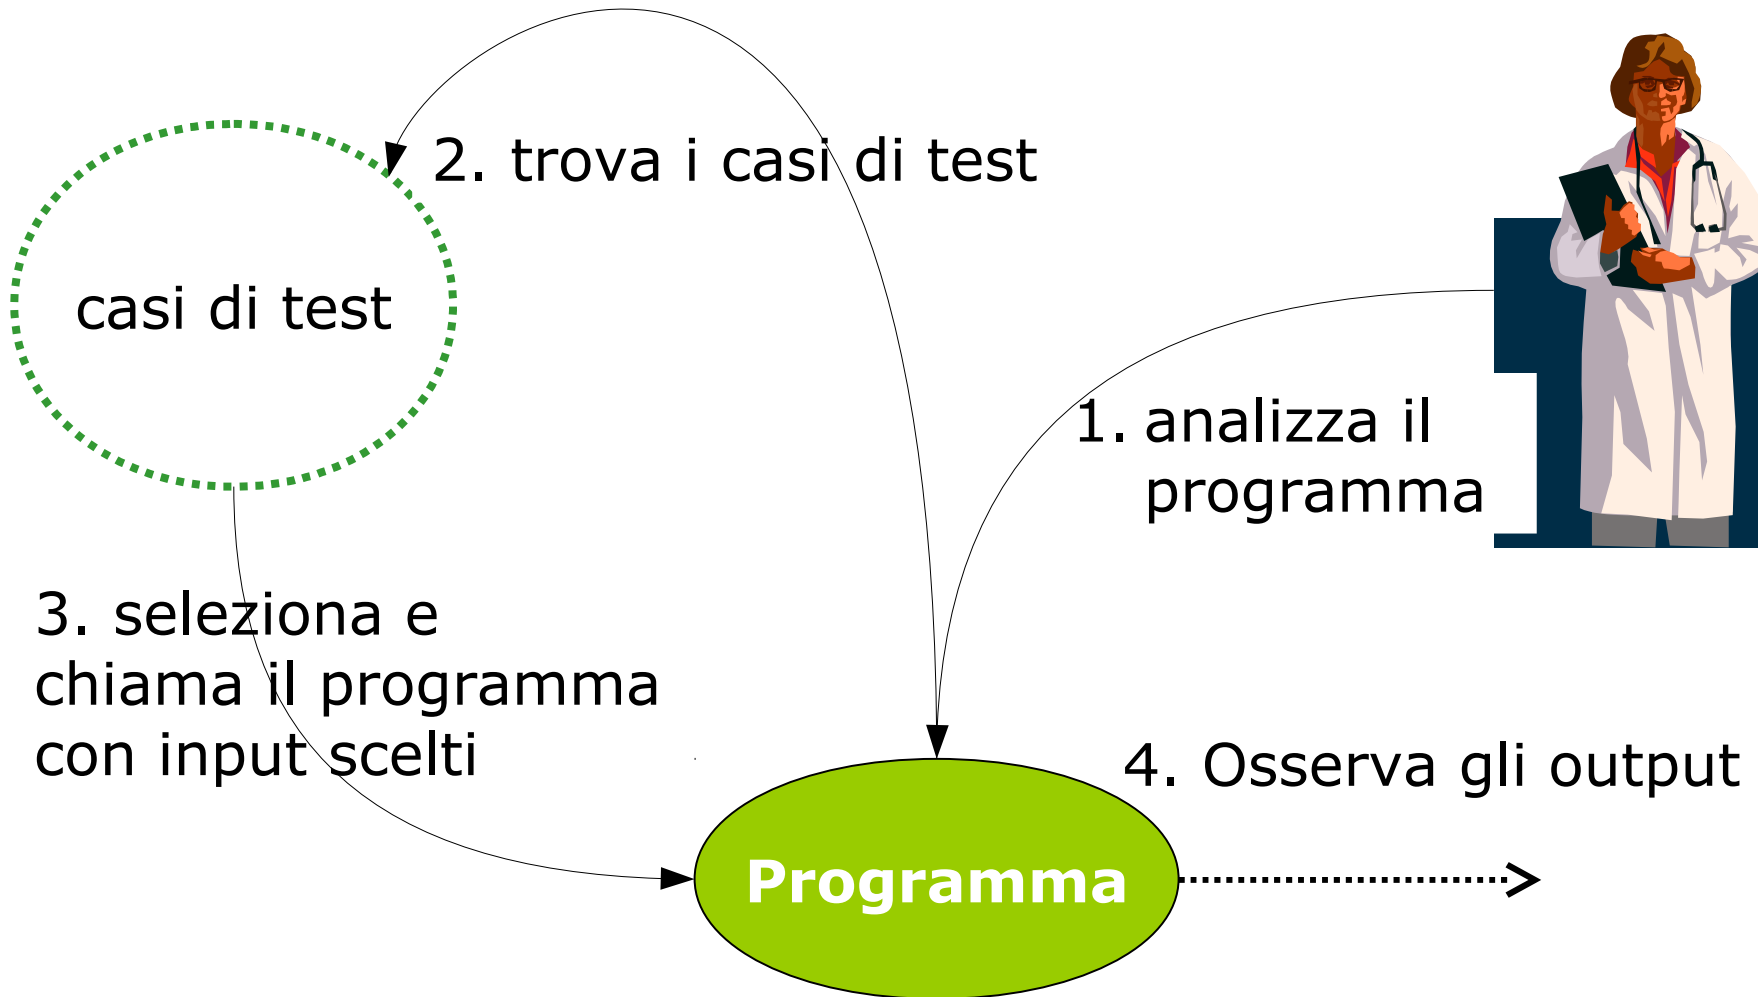 2. trova i casi di test
casi di test
1. analizza il
programma
3. seleziona e
chiama il programma
con input scelti
4. Osserva gli output
Programma